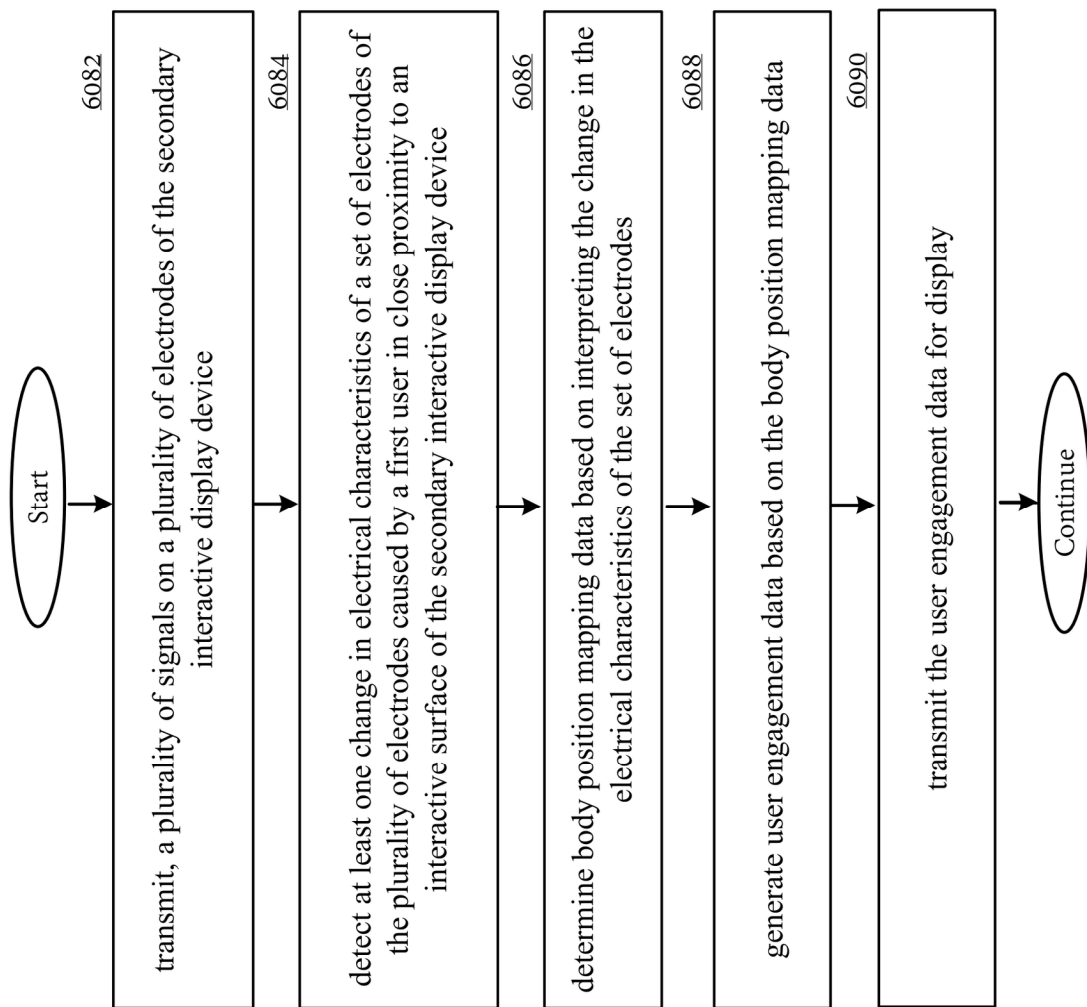 Start
6082
transmit, a plurality of signals on a plurality of electrodes of the secondary
interactive display device
6084
detect at least one change in electrical characteristics of a set of electrodes of
the plurality of electrodes caused by a first user in close proximity to an
interactive surface of the secondary interactive display device
6086
determine body position mapping data based on interpreting the change in the
electrical characteristics of the set of electrodes
6088
generate user engagement data based on the body position mapping data
6090
transmit the user engagement data for display
Continue